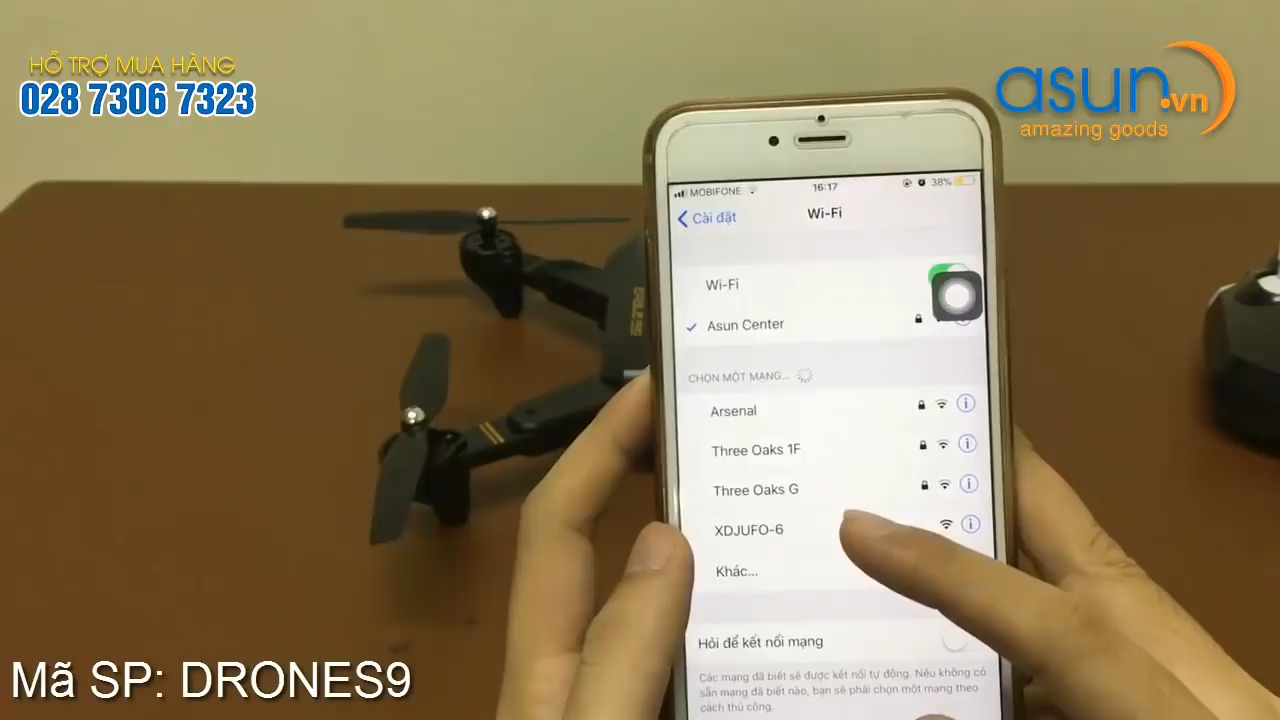 HỖ TRỢ MUA HÀNG
028 7306 7323
asun.vn
amazing goods
MOBIFONE 16:17 38%
Cài đặt Wi-Fi
Wi-Fi
Asun Center
CHỌN MỘT MẠNG...
Arsenal
Three Oaks 1F
Three Oaks G
XDJUFO-6
Khác...
Hỏi để kết nối mạng
Các mạng đã biết sẽ được kết nối tự động. Nếu không có
sẵn mạng đã biết nào, bạn sẽ phải chọn một mạng theo
cách thủ công.
Mã SP: DRONES9